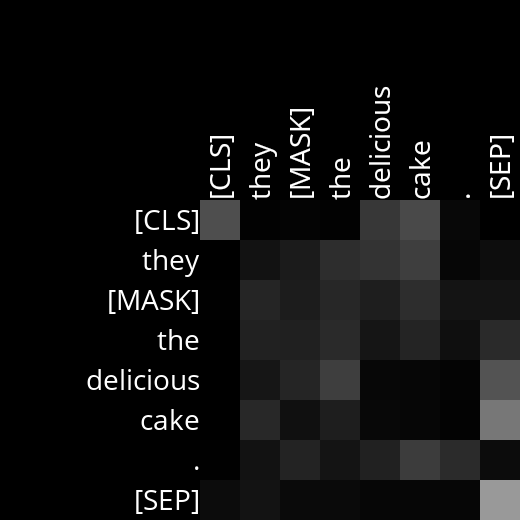 [CLS] they [MASK] the delicious cake . [SEP]
[CLS]
they
[MASK]
the
delicious
cake
.
[SEP]